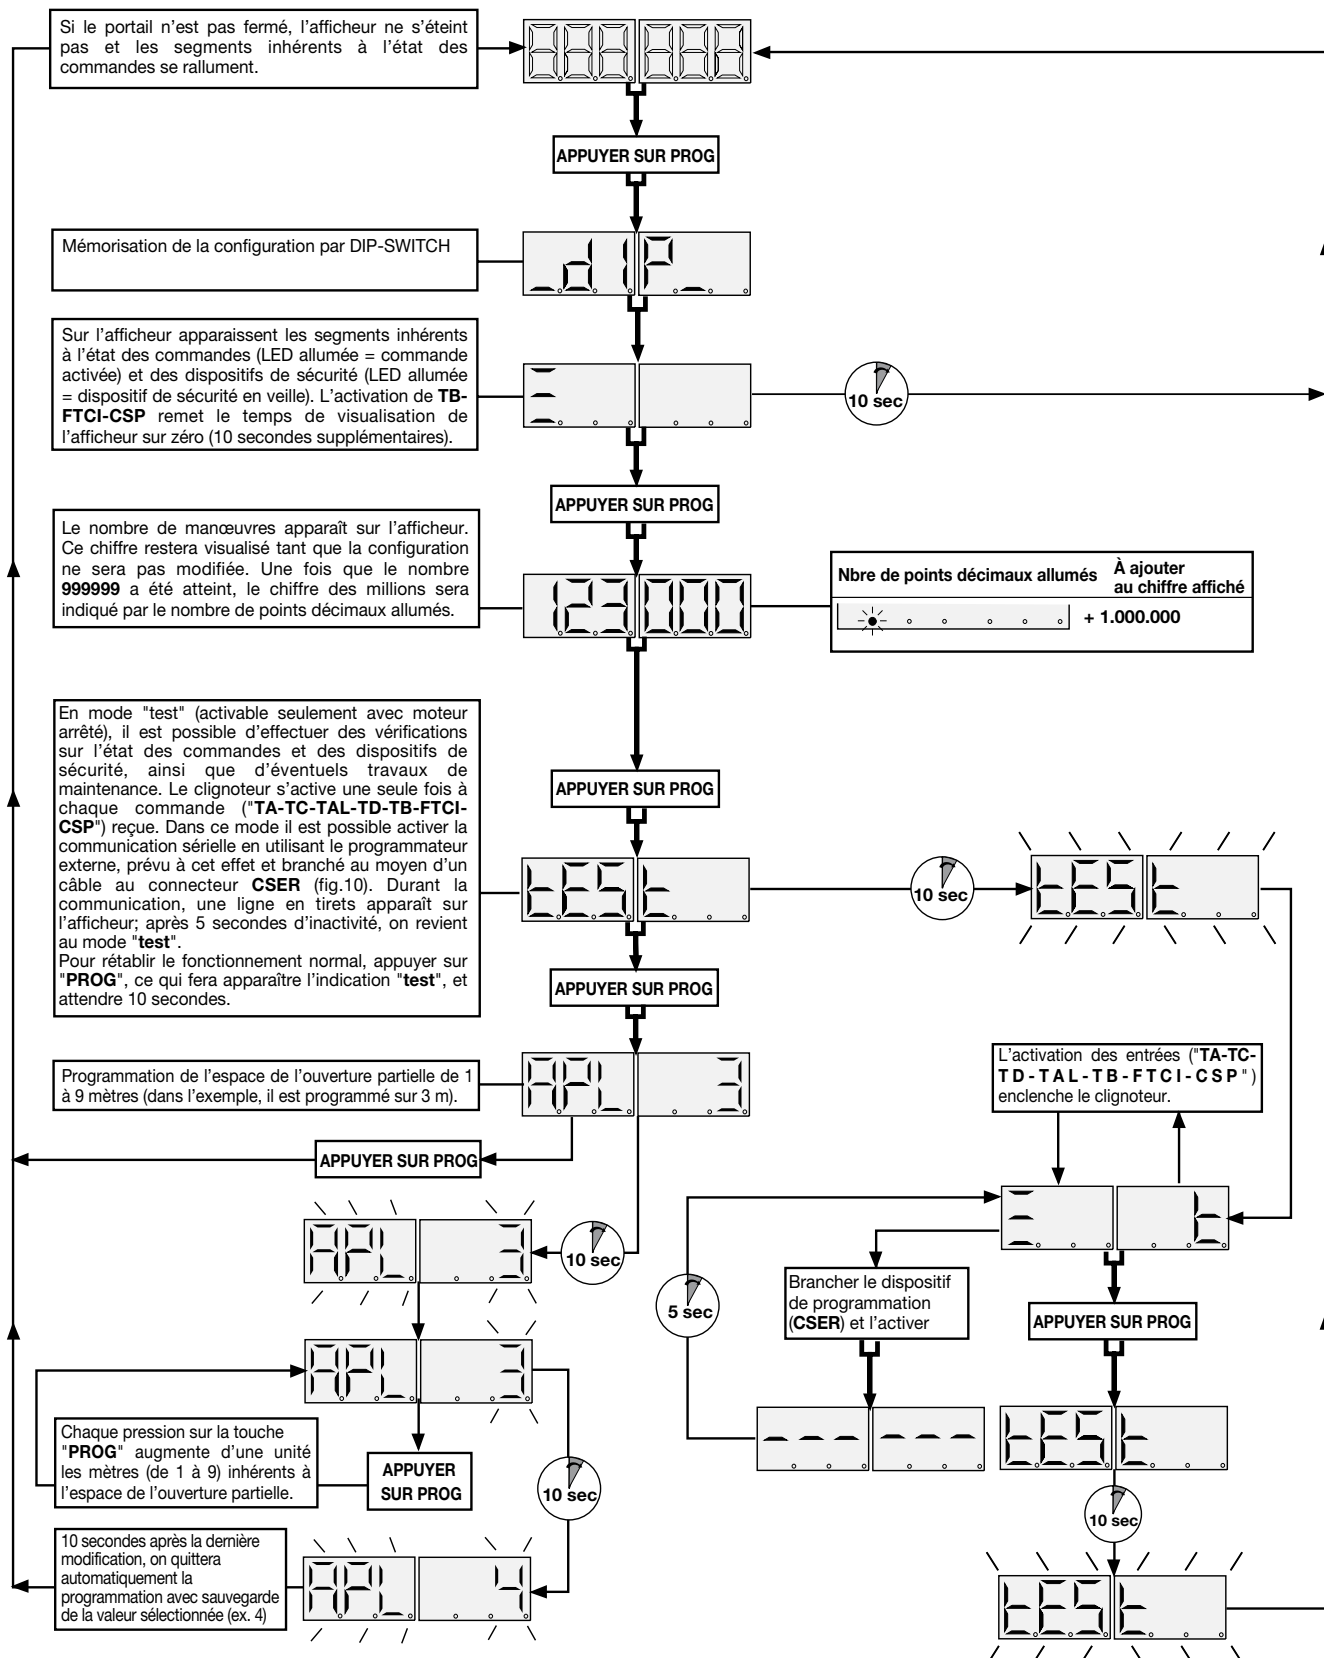 Si le portail n'est pas fermé, l'afficheur ne s'éteint
pas et les segments inhérents à l'état des
commandes se rallument.
APPUYER SUR PROG
Mémorisation de la configuration par DIP-SWITCH
_dIP_
Sur l'afficheur apparaissent les segments inhérents
à l'état des commandes (LED allumée = commande
activée) et des dispositifs de sécurité (LED allumée
= dispositif de sécurité en veille). L'activation de TB-
FTCI-CSP remet le temps de visualisation de
l'afficheur sur zéro (10 secondes supplémentaires).
10 sec
APPUYER SUR PROG
Le nombre de manœuvres apparaît sur l'afficheur.
Ce chiffre restera visualisé tant que la configuration
ne sera pas modifiée. Une fois que le nombre
999999 a été atteint, le chiffre des millions sera
indiqué par le nombre de points décimaux allumés.
123000
Nbre de points décimaux allumés
À ajouter
au chiffre affiché
+ 1.000.000
APPUYER SUR PROG
En mode "test" (activable seulement avec moteur
arrêté), il est possible d'effectuer des vérifications
sur l'état des commandes et des dispositifs de
sécurité, ainsi que d'éventuels travaux de
maintenance. Le clignoteur s'active une seule fois à
chaque commande ("TA-TC-TAL-TD-TB-FTCI-
CSP") reçue. Dans ce mode il est possible activer la
communication sérielle en utilisant le programmateur
externe, prévu à cet effet et branché au moyen d'un
câble au connecteur CSER (fig.10). Durant la
communication, une ligne en tirets apparaît sur
l'afficheur; après 5 secondes d'inactivité, on revient
au mode "test".
Pour rétablir le fonctionnement normal, appuyer sur
"PROG", ce qui fera apparaître l'indication "test", et
attendre 10 secondes.
tESt
10 sec
tESt
APPUYER SUR PROG
Programmation de l'espace de l'ouverture partielle de 1
à 9 mètres (dans l'exemple, il est programmé sur 3 m).
APL 3
L'activation des entrées ("TA-TC-
TD-TAL-TB-FTCI-CSP")
enclenche le clignoteur.
APPUYER SUR PROG
t
APL 3
10 sec
5 sec
Brancher le dispositif
de programmation
(CSER) et l'activer
APPUYER SUR PROG
APL 3
Chaque pression sur la touche
"PROG" augmente d'une unité
les mètres (de 1 à 9) inhérents à
l'espace de l'ouverture partielle.
APPUYER
SUR PROG
10 sec
--- ---
tESt
10 sec
10 secondes après la dernière
modification, on quittera
automatiquement la
programmation avec sauvegarde
de la valeur sélectionnée (ex. 4)
APL 4
tESt